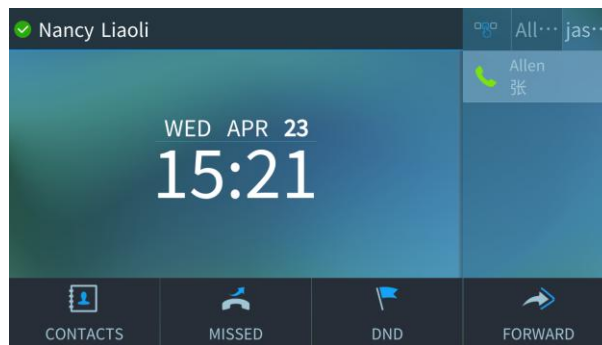 Nancy Liaoli
All··· jas··
Allen
张
WED APR 23
15:21
CONTACTS
MISSED
DND
FORWARD